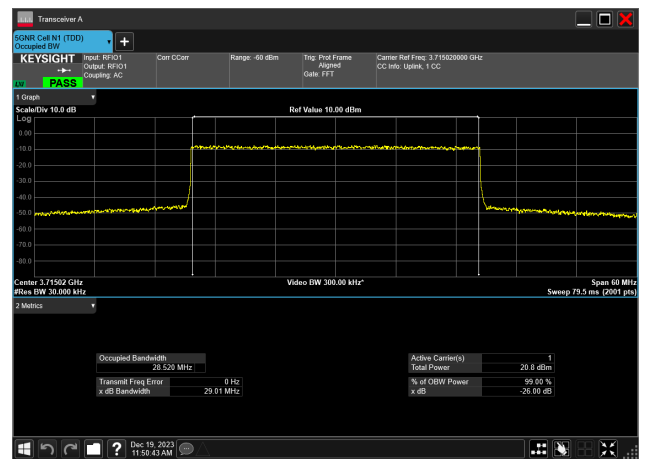 Transceiver A
5GNR Cell N1 (TDD)
Occupied BW
KEYSIGHT Input: RFIO1 Corr CCorr Range: -60 dBm Trig: Prot Frame Carrier Ref Freq: 3.715020000 GHz
Output: RFIO1 Aligned CC Info: Uplink, 1 CC
Coupling: AC Gate: FFT
PASS
1 Graph
Scale/Div 10.0 dB Ref Value 10.00 dBm
Log
0.00
-10.0
-20.0
-30.0
-40.0
-50.0
-60.0
-70.0
-80.0
Center 3.71502 GHz Video BW 300.00 kHz* Span 60 MHz
#Res BW 30.000 kHz Sweep 79.5 ms (2001 pts)
2 Metrics
Occupied Bandwidth Active Carrier(s) 1
28.520 MHz Total Power 20.8 dBm
Transmit Freq Error 0 Hz % of OBW Power 99.00 %
x dB Bandwidth 29.01 MHz x dB -26.00 dB
Dec 19, 2023
11:50:43 AM